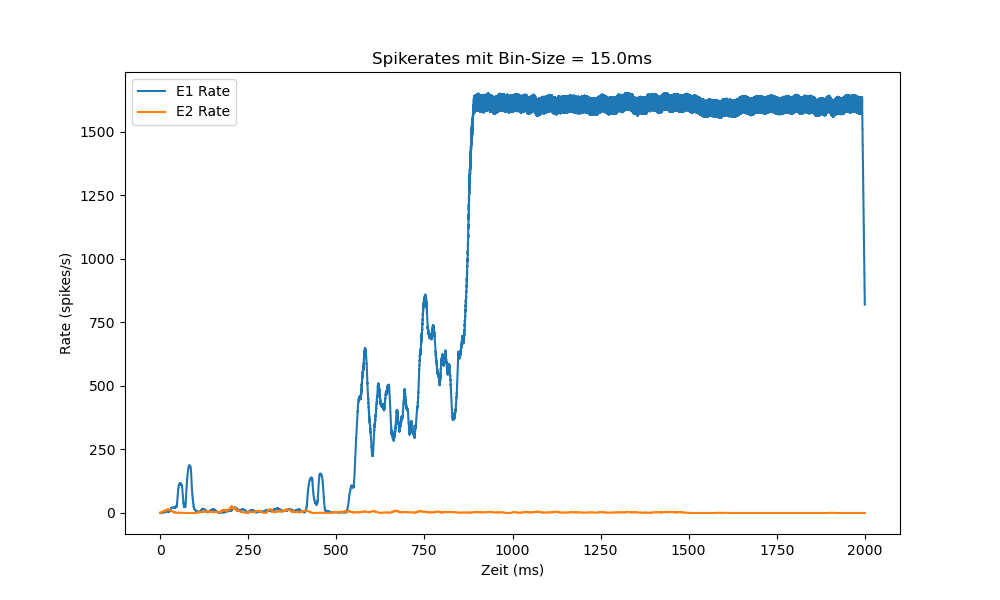 Spikerates mit Bin-Size = 15.0ms
E1 Rate
E2 Rate
Rate (spikes/s)
1500
1250
1000
750
500
250
0
0 250 500 750 1000 1250 1500 1750 2000
Zeit (ms)